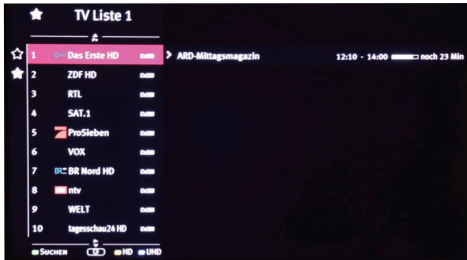 TV Liste 1
1 Das Erste HD
ARD-Mittagsmagazin 12:10 - 14:00 noch 23 Min
2 ZDF HD
3 RTL
4 SAT.1
5 ProSieben
6 VOX
7 BR BR Nord HD
8 ntv
9 WELT
10 tagesschau24 HD
SUCHEN HD UHD